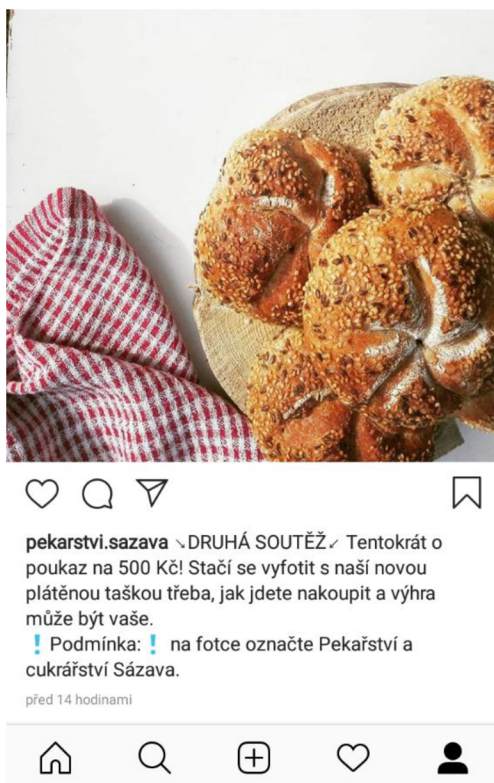 pekarstvi.sazava ↘DRUHÁ SOUTĚŽ↙ Tentokrát o
poukaz na 500 Kč! Stačí se vyfotit s naší novou
plátěnou taškou třeba, jak jdete nakoupit a výhra
může být vaše.
❕Podmínka:❕ na fotce označte Pekařství a
cukrářství Sázava.
před 14 hodinami